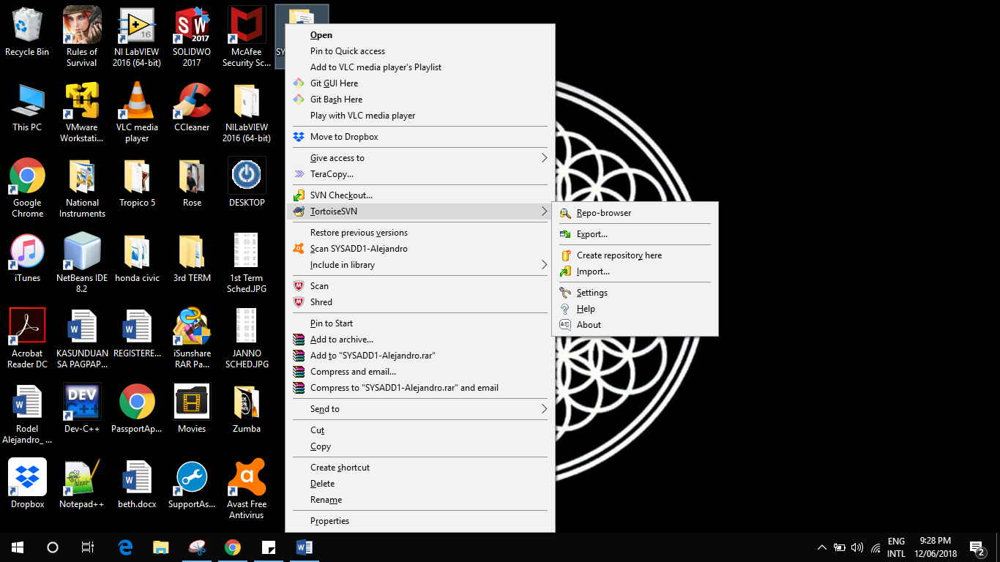 Recycle Bin
Rules of
Survival
NI LabVIEW
2016 (64-bit)
16
SOLIDWO
2017
SW
2017
McAfee
Security Sc...
SY
This PC
VMware
Workstati...
VLC media
player
CCleaner
NILabVIEW
2016 (64-bit)
Google
Chrome
National
Instruments
Tropico 5
Rose
DESKTOP
iTunes
NetBeans IDE
8.2
honda civic
3rd TERM
1st Term
Sched.JPG
Acrobat
Reader DC
KASUNDUAN
SA PAGPAP...
REGISTERE...
iSunshare
RAR Pa...
JANNO
SCHED.JPG
Rodel
Alejandro_ ...
DEV
C++
Dev-C++
PassportAp...
Movies
Zumba
Dropbox
Notepad++
beth.docx
SupportAs...
Avast Free
Antivirus
Open
Pin to Quick access
Add to VLC media player's Playlist
Git GUI Here
Git Bash Here
Play with VLC media player
Move to Dropbox
Give access to
TeraCopy...
SVN Checkout...
TortoiseSVN
Restore previous versions
Scan SYSADD1-Alejandro
Include in library
Scan
Shred
Pin to Start
Add to archive...
Add to "SYSADD1-Alejandro.rar"
Compress and email...
Compress to "SYSADD1-Alejandro.rar" and email
Send to
Cut
Copy
Create shortcut
Delete
Rename
Properties
Repo-browser
Export...
Create repository here
Import...
Settings
Help
About
ENG
INTL
9:28 PM
12/06/2018
2